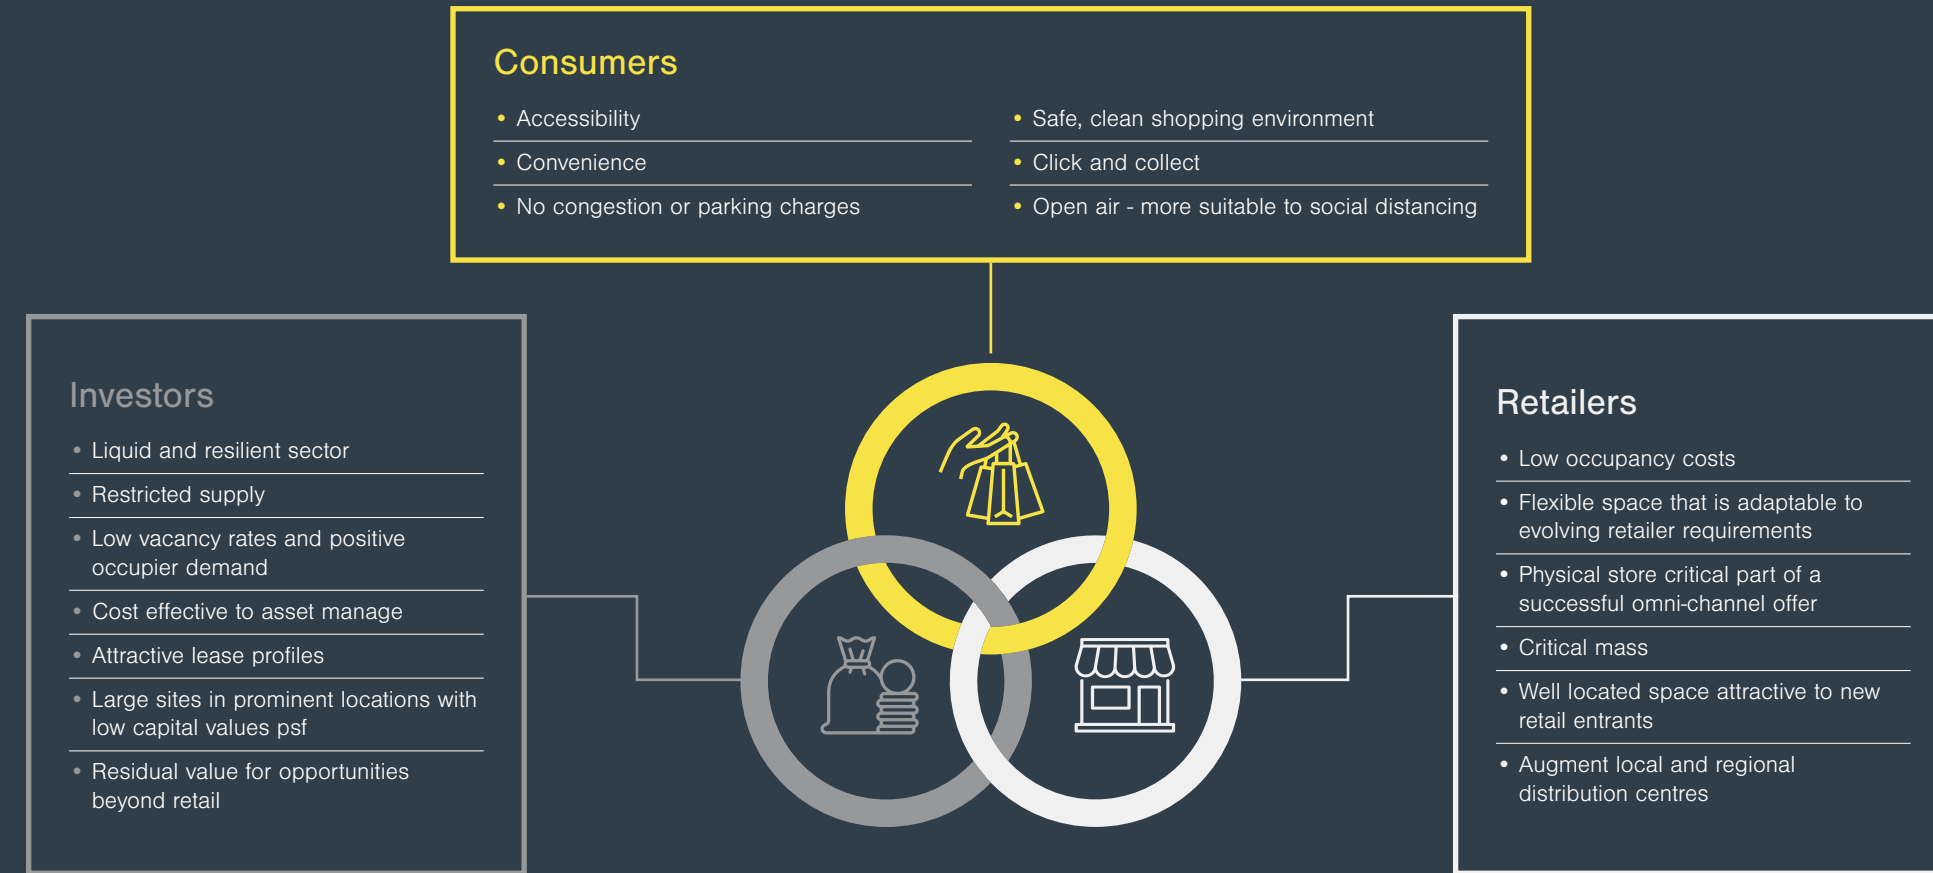 Consumers
• Accessibility
• Convenience
• No congestion or parking charges
• Safe, clean shopping environment
• Click and collect
• Open air - more suitable to social distancing
Investors
• Liquid and resilient sector
• Restricted supply
• Low vacancy rates and positive
occupier demand
• Cost effective to asset manage
• Attractive lease profiles
• Large sites in prominent locations with
low capital values psf
• Residual value for opportunities
beyond retail
Retailers
• Low occupancy costs
• Flexible space that is adaptable to
evolving retailer requirements
• Physical store critical part of a
successful omni-channel offer
• Critical mass
• Well located space attractive to new
retail entrants
• Augment local and regional
distribution centres